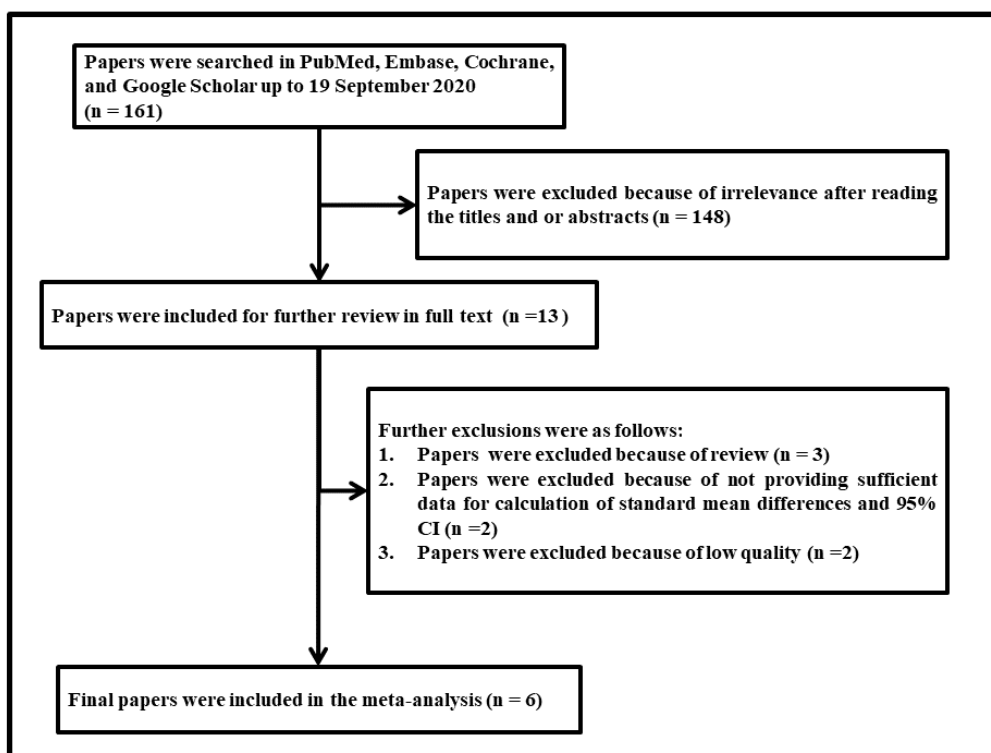 Papers were searched in PubMed, Embase, Cochrane,
and Google Scholar up to 19 September 2020
(n = 161)
Papers were excluded because of irrelevance after reading
the titles and or abstracts (n = 148)
Papers were included for further review in full text (n =13 )
Further exclusions were as follows:
1. Papers were excluded because of review (n = 3)
2. Papers were excluded because of not providing sufficient
data for calculation of standard mean differences and 95%
CI (n =2)
3. Papers were excluded because of low quality (n =2)
Final papers were included in the meta-analysis (n = 6)